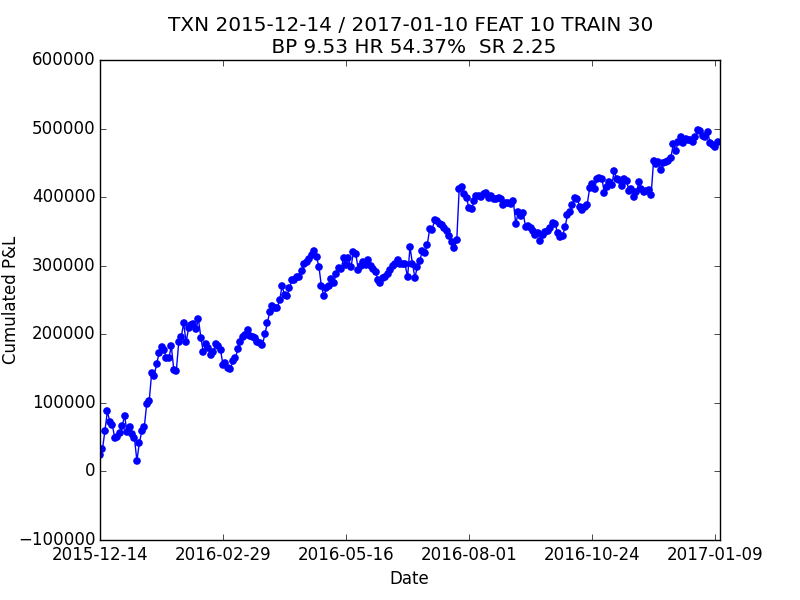 TXN 2015-12-14 / 2017-01-10 FEAT 10 TRAIN 30
BP 9.53 HR 54.37% SR 2.25
600000
500000
400000
300000
200000
100000
0
−100000
Cumulated P&L
2015-12-14 2016-02-29 2016-05-16 2016-08-01 2016-10-24 2017-01-09
Date